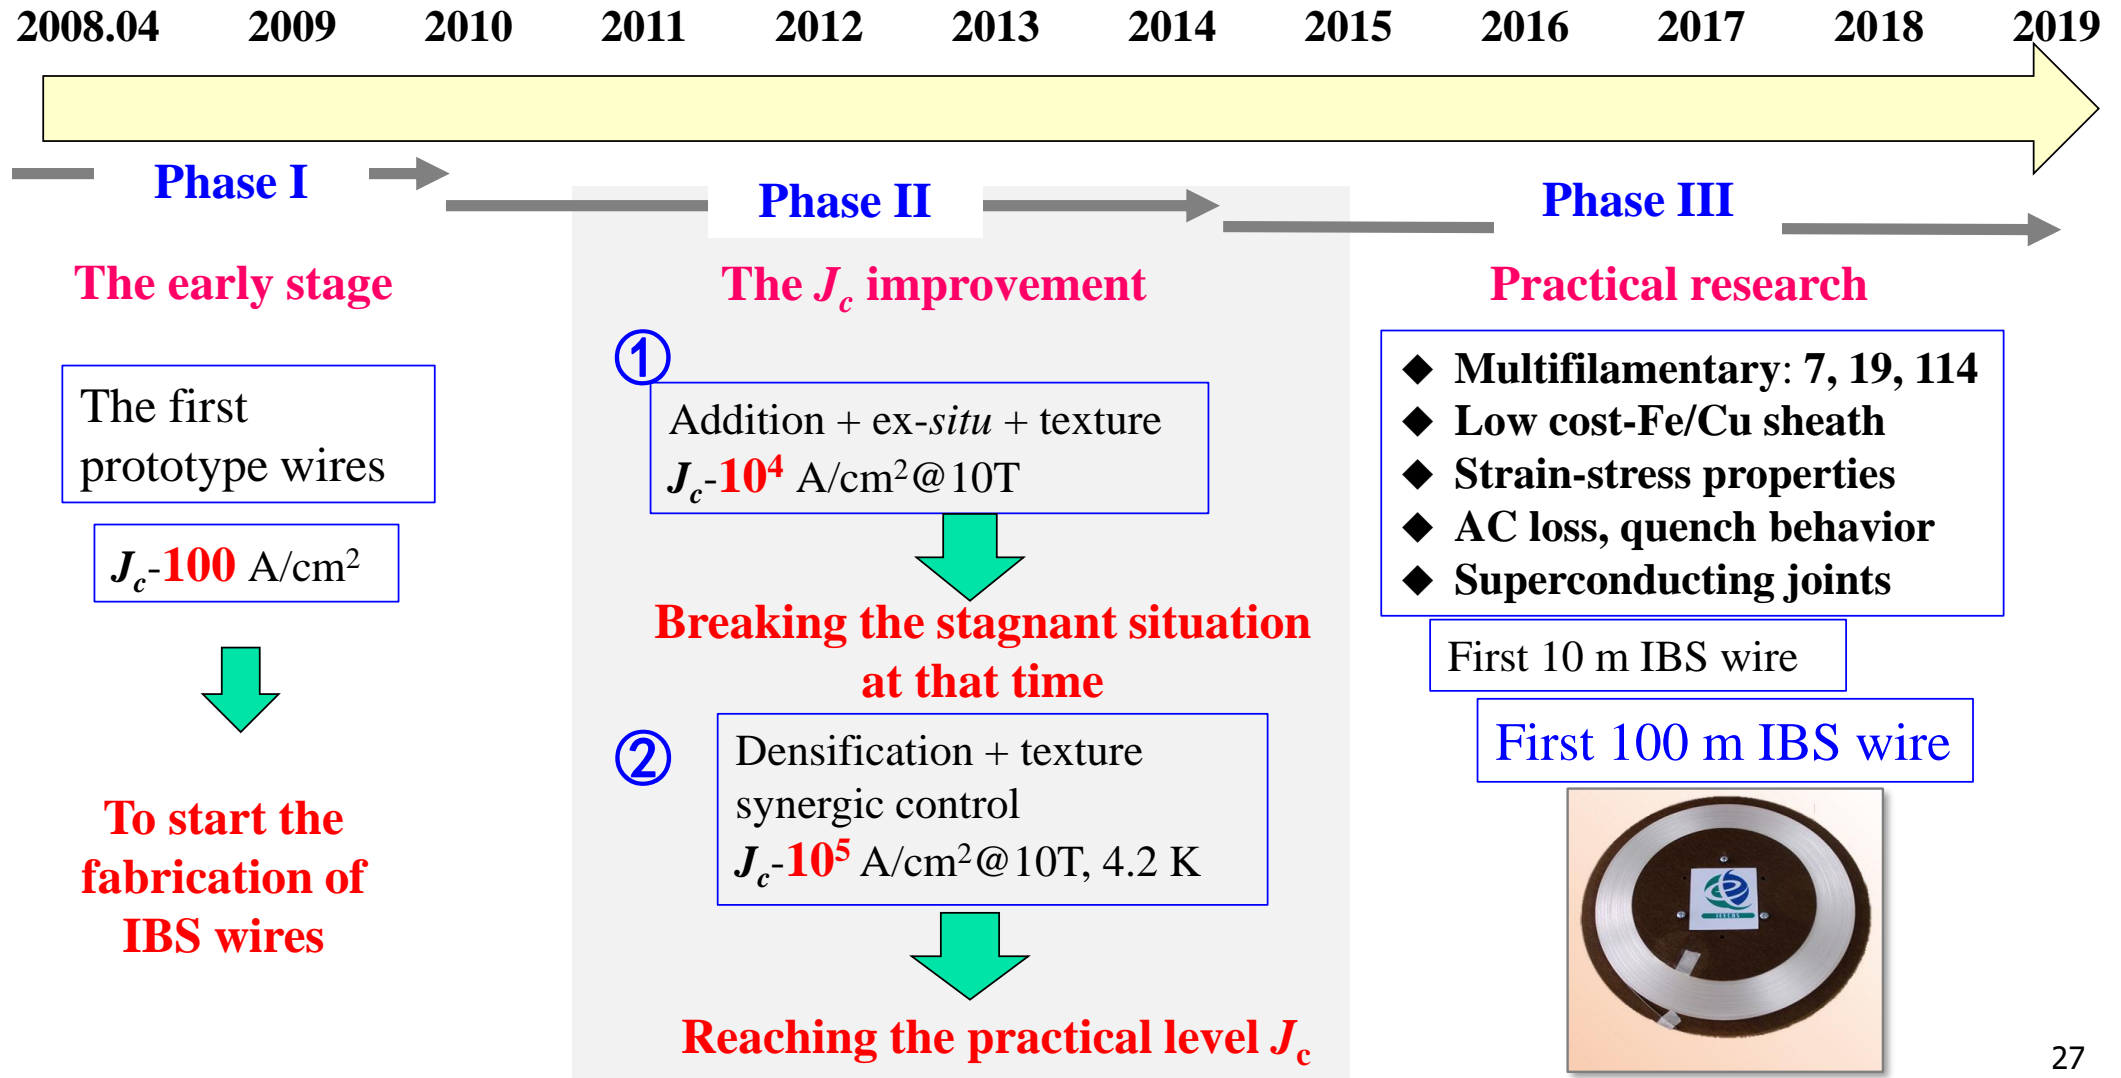 2008.04 2009 2010 2011 2012 2013 2014 2015 2016 2017 2018 2019
Phase I
Phase II
Phase III
The early stage
The first
prototype wires
Jc-100 A/cm²
To start the
fabrication of
IBS wires
The Jc improvement
①
Addition + ex-situ + texture
Jc-10⁴ A/cm²@10T
Breaking the stagnant situation
at that time
②
Densification + texture
synergic control
Jc-10⁵ A/cm²@10T, 4.2 K
Reaching the practical level Jc
Practical research
◆ Multifilamentary: 7, 19, 114
◆ Low cost-Fe/Cu sheath
◆ Strain-stress properties
◆ AC loss, quench behavior
◆ Superconducting joints
First 10 m IBS wire
First 100 m IBS wire
27